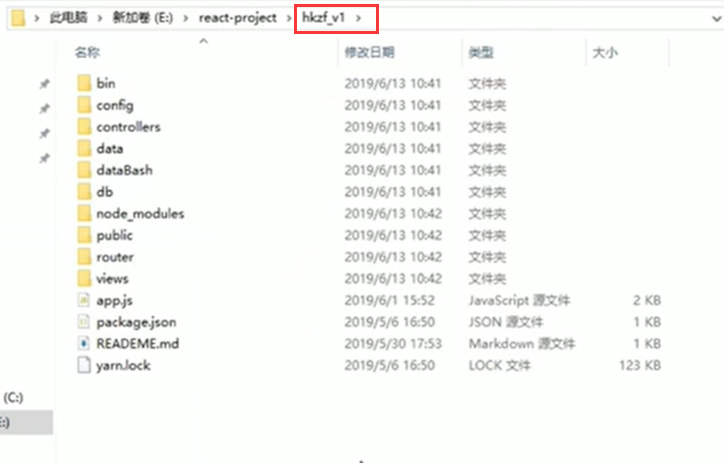 此电脑 > 新加卷 (E:) > react-project > hkzf_v1 >
名称 修改日期 类型 大小
bin 2019/6/13 10:41 文件夹
config 2019/6/13 10:41 文件夹
controllers 2019/6/13 10:41 文件夹
data 2019/6/13 10:41 文件夹
dataBash 2019/6/13 10:41 文件夹
db 2019/6/13 10:41 文件夹
node_modules 2019/6/13 10:42 文件夹
public 2019/6/13 10:42 文件夹
router 2019/6/13 10:42 文件夹
views 2019/6/13 10:42 文件夹
app.js 2019/6/1 15:52 JavaScript 源文件 2 KB
package.json 2019/5/6 16:50 JSON 源文件 1 KB
READEME.md 2019/5/30 17:53 Markdown 源文件 1 KB
yarn.lock 2019/5/6 16:50 LOCK 文件 123 KB
(C:)
E:)